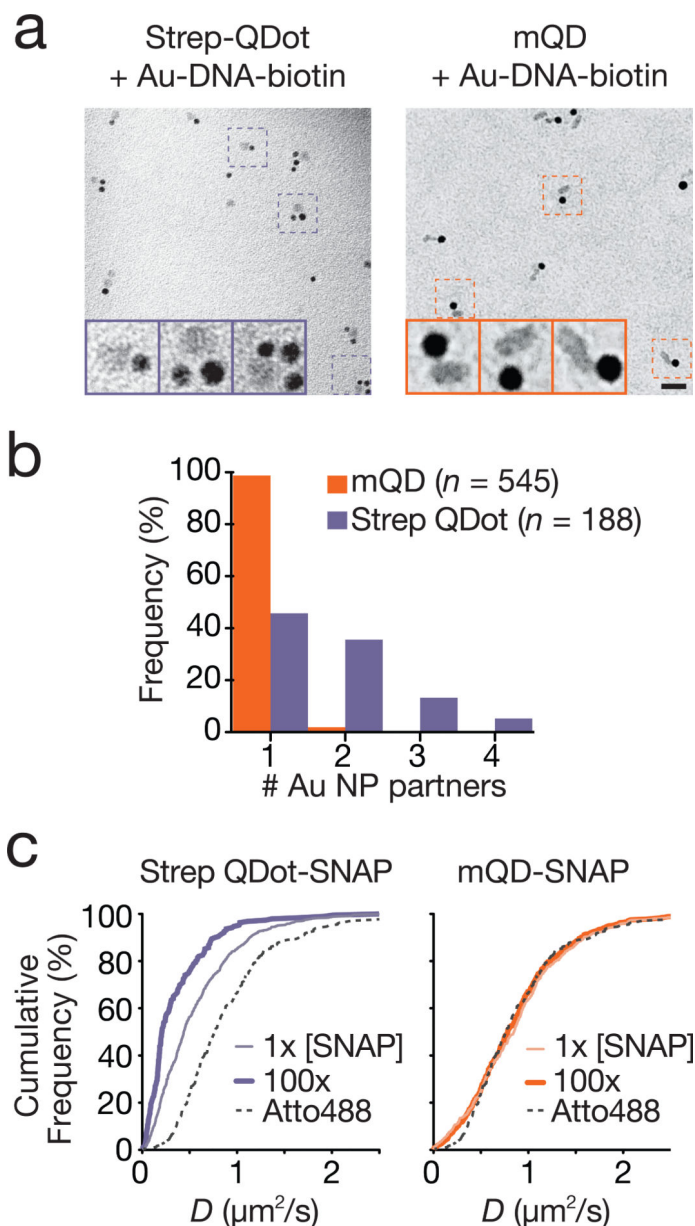 a
Strep-QDot
+ Au-DNA-biotin
mQD
+ Au-DNA-biotin
b
Frequency (%)
100
80
60
40
20
0
mQD (n = 545)
Strep QDot (n = 188)
1 2 3 4
# Au NP partners
c
Strep QDot-SNAP
mQD-SNAP
Cumulative
Frequency (%)
100
80
60
40
20
0
1x [SNAP]
100x
Atto488
1x [SNAP]
100x
Atto488
0 1 2
0 1 2
D (µm²/s)
D (µm²/s)